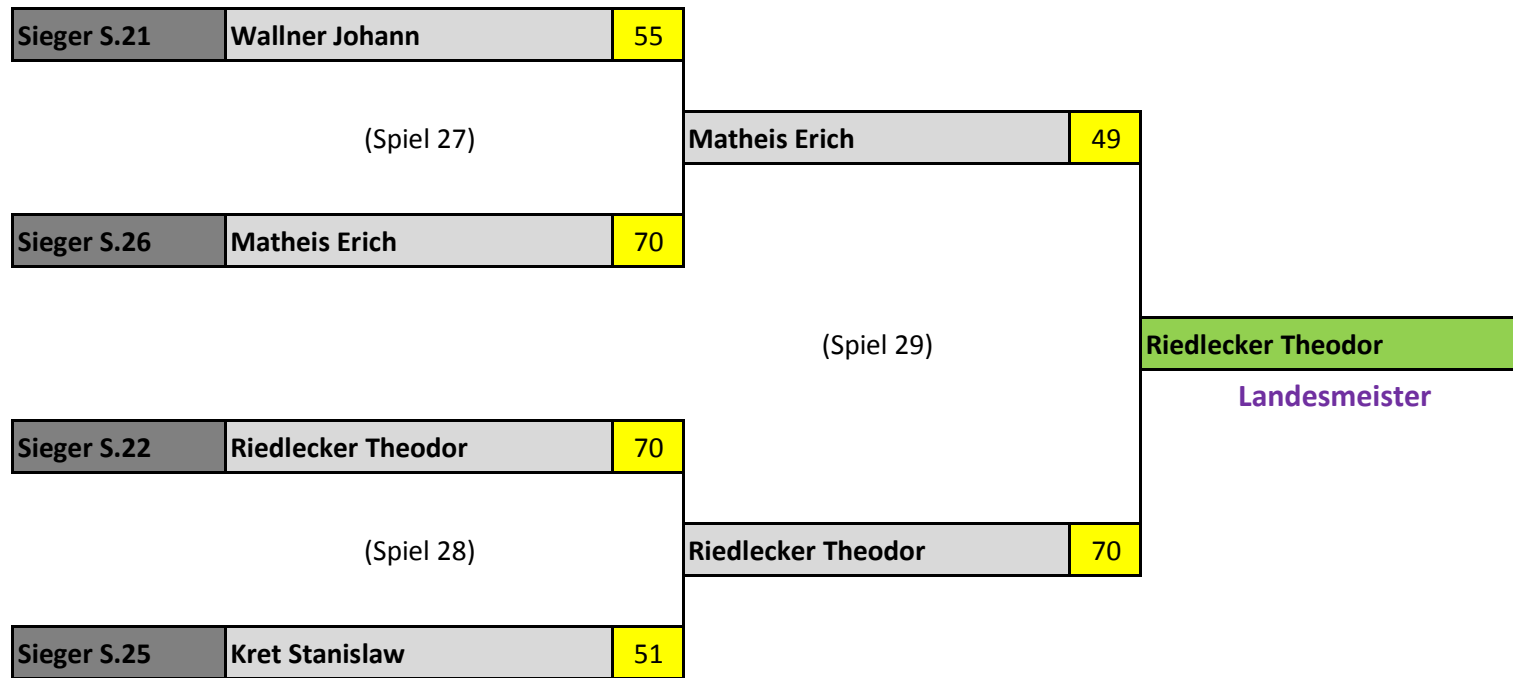 Sieger S.21 Wallner Johann 55
(Spiel 27) Matheis Erich 49
Sieger S.26 Matheis Erich 70
(Spiel 29) Riedlecker Theodor
Landesmeister
Sieger S.22 Riedlecker Theodor 70
(Spiel 28) Riedlecker Theodor 70
Sieger S.25 Kret Stanislaw 51